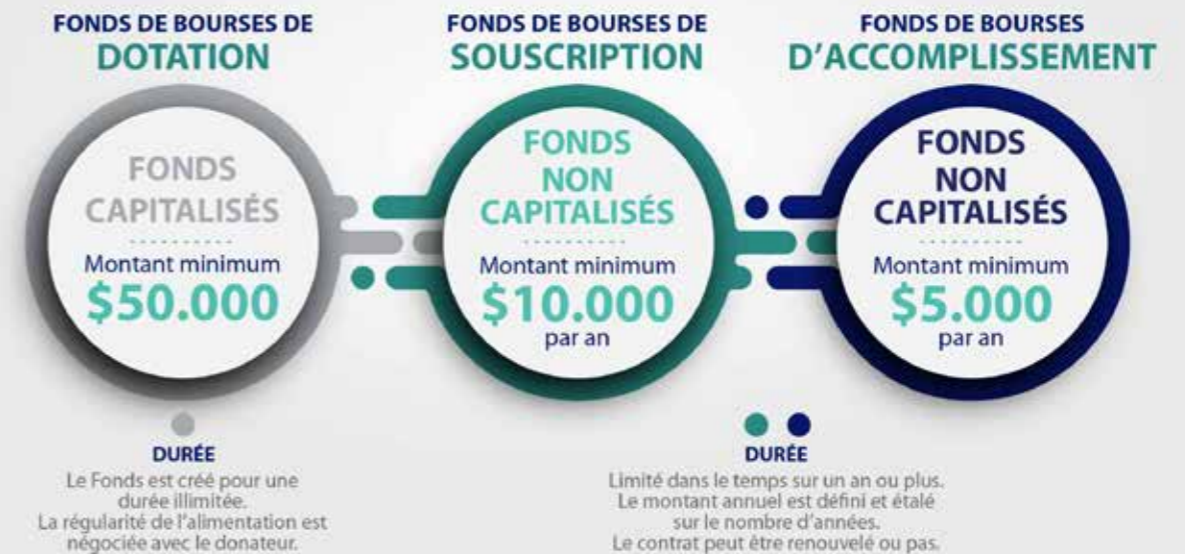 FONDS DE BOURSES DE
DOTATION
FONDS
CAPITALISÉS
Montant minimum
$50.000
FONDS DE BOURSES DE
SOUSCRIPTION
FONDS
NON
CAPITALISÉS
Montant minimum
$10.000
par an
FONDS DE BOURSES
D'ACCOMPLISSEMENT
FONDS
NON
CAPITALISÉS
Montant minimum
$5.000
par an
DURÉE
Le Fonds est créé pour une
durée illimitée.
La régularité de l'alimentation est
négociée avec le donateur.
DURÉE
Limité dans le temps sur un an ou plus.
Le montant annuel est défini et étalé
sur le nombre d'années.
Le contrat peut être renouvelé ou pas.